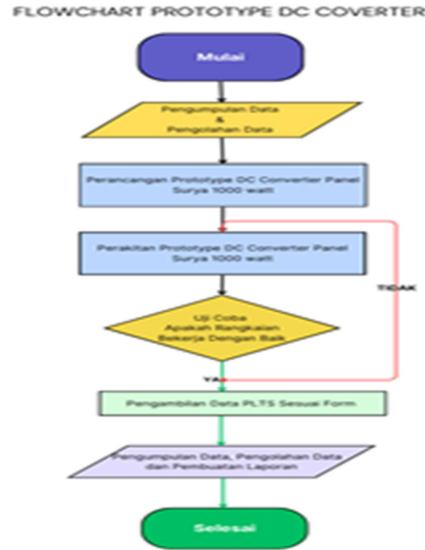 FLOWCHART PROTOTYPE DC COVERTER
Mulai
Pengumpulan Data
&
Pengolahan Data
Perancangan Prototype DC Converter Panel
Surya 1000 watt
Perakitan Prototype DC Converter Panel
Surya 1000 watt
TIDAK
Uji Coba
Apakah Rangkaian
Bekerja Dengan Baik
YA
Pengambilan Data PLTS Sesuai Form
Pengumpulan Data, Pengolahan Data
dan Pembuatan Laporan
Selesai